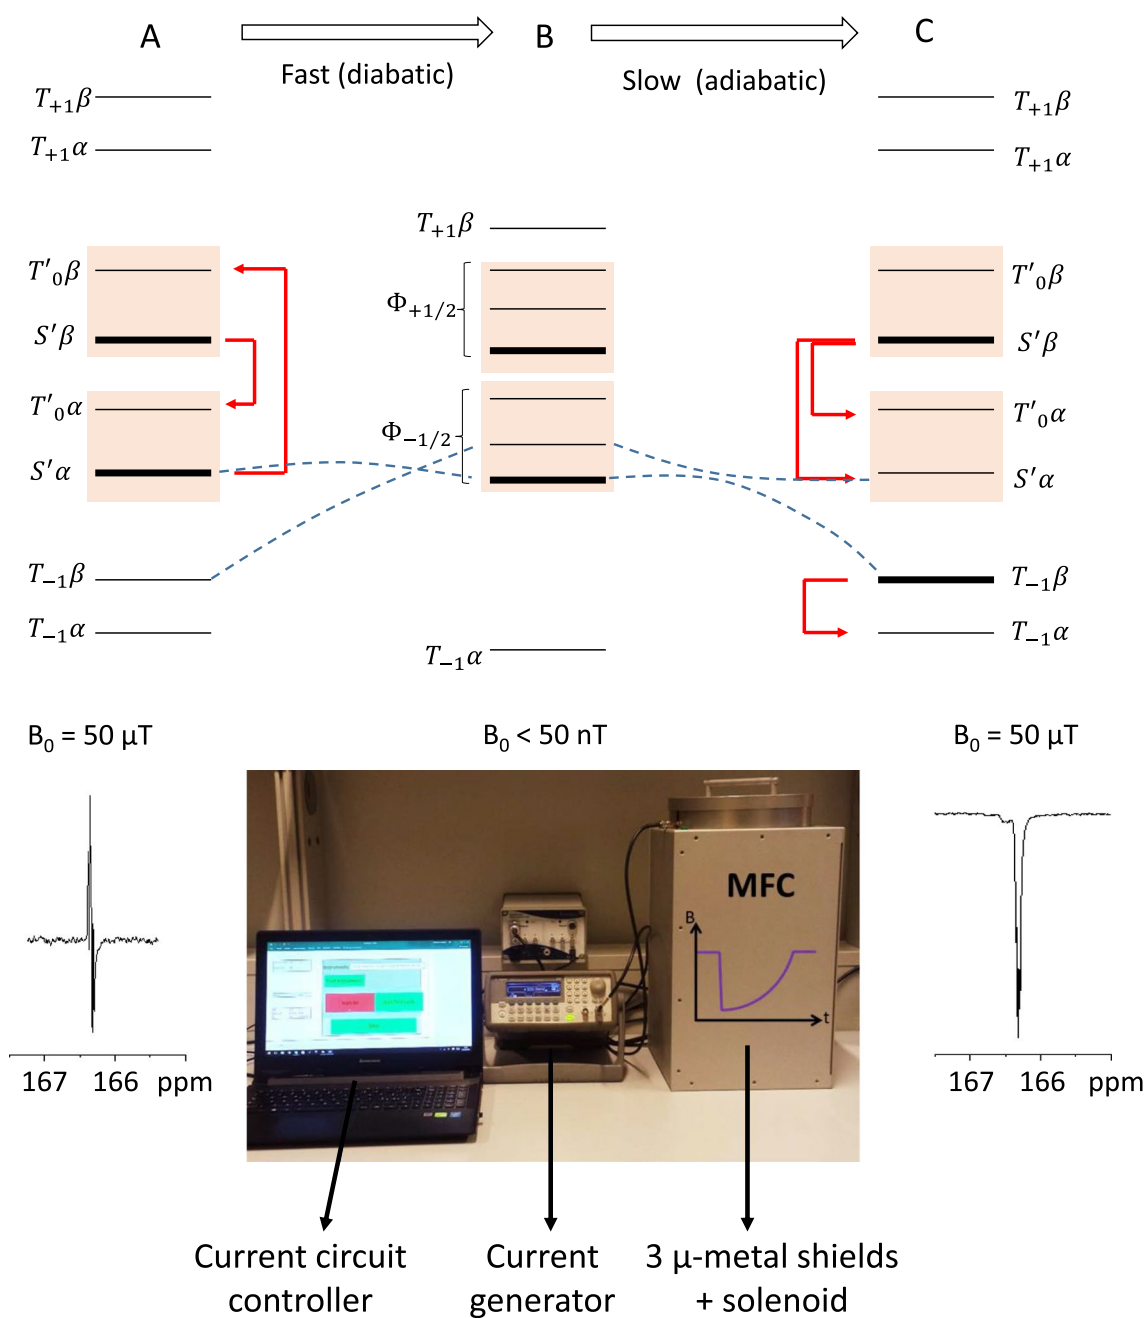 A
Fast (diabatic)
B
Slow (adiabatic)
C
T₊₁β
T₊₁α
T′₀β
S′β
T′₀α
S′α
T₋₁β
T₋₁α
T₊₁β
Φ₊₁/₂
Φ₋₁/₂
T₋₁α
T₊₁β
T₊₁α
T′₀β
S′β
T′₀α
S′α
T₋₁β
T₋₁α
B₀ = 50 µT
B₀ < 50 nT
B₀ = 50 µT
MFC
B
t
167 166 ppm
167 166 ppm
Current circuit
controller
Current
generator
3 µ-metal shields
+ solenoid